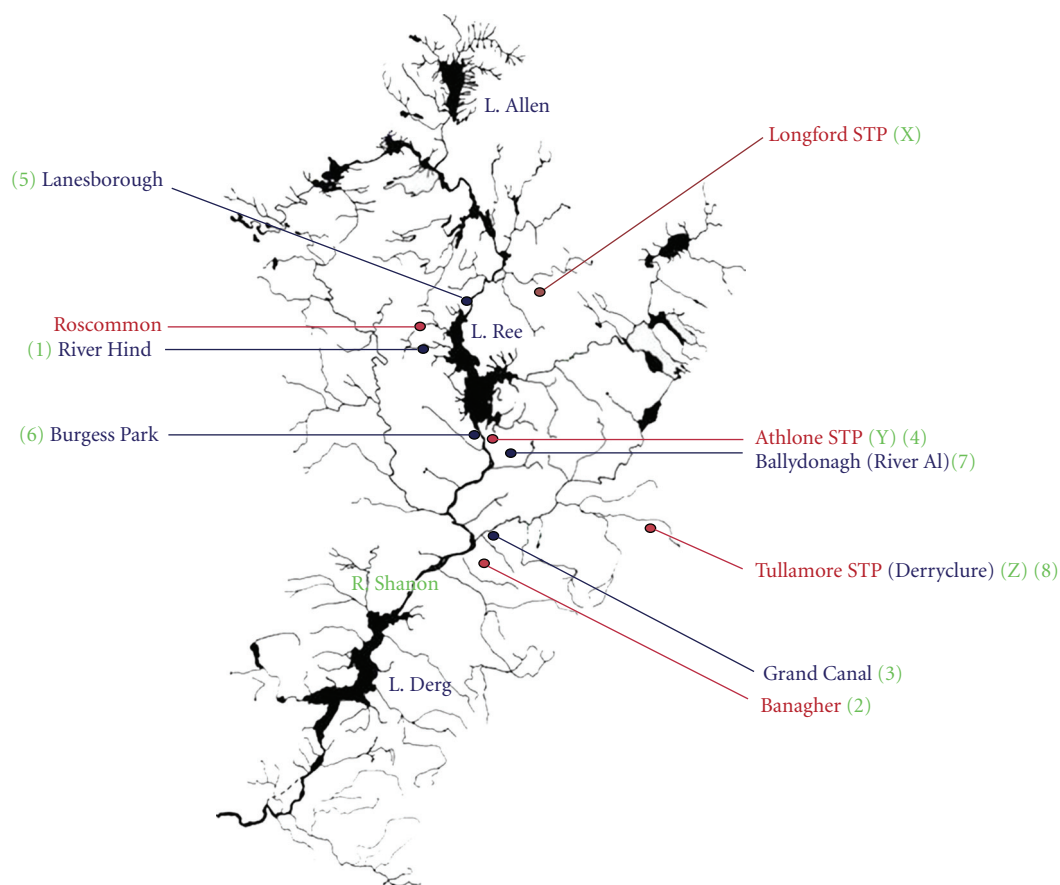 L. Allen
Longford STP (X)
(5) Lanesborough
Roscommon
L. Ree
(1) River Hind
(6) Burgess Park
Athlone STP (Y) (4)
Ballydonagh (River Al)(7)
Tullamore STP (Derryclure) (Z) (8)
R. Shanon
Grand Canal (3)
L. Derg
Banagher (2)